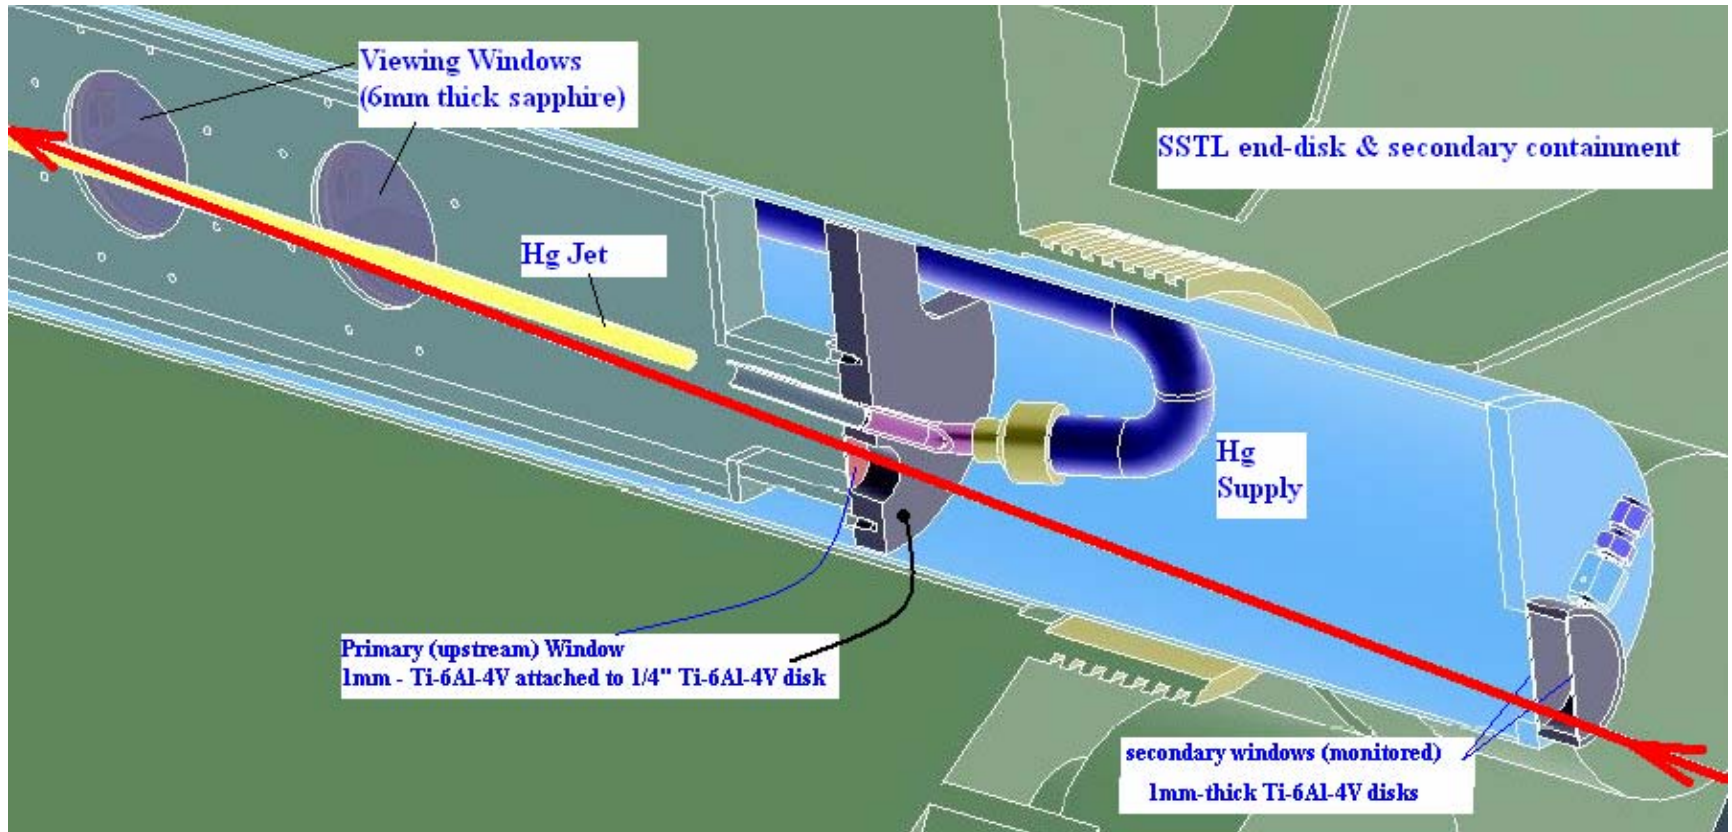 Viewing Windows
(6mm thick sapphire)
SSTL end-disk & secondary containment
Hg Jet
Hg
Supply
Primary (upstream) Window
1mm - Ti-6Al-4V attached to 1/4" Ti-6Al-4V disk
secondary windows (monitored)
1mm-thick Ti-6Al-4V disks